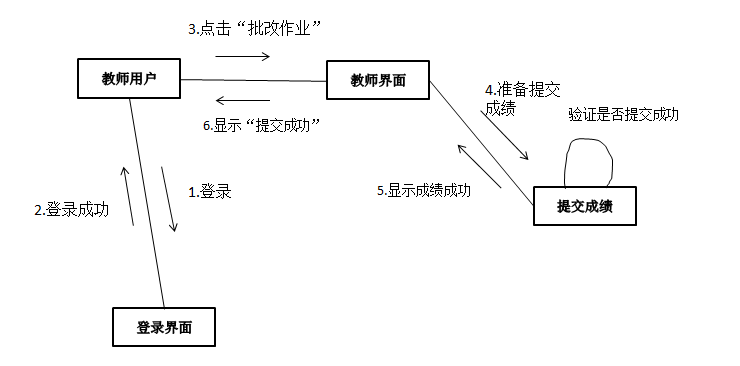 3.点击“批改作业”
教师用户
教师界面
4.准备提交
成绩
验证是否提交成功
6.显示“提交成功”
5.显示成绩成功
1.登录
2.登录成功
提交成绩
登录界面